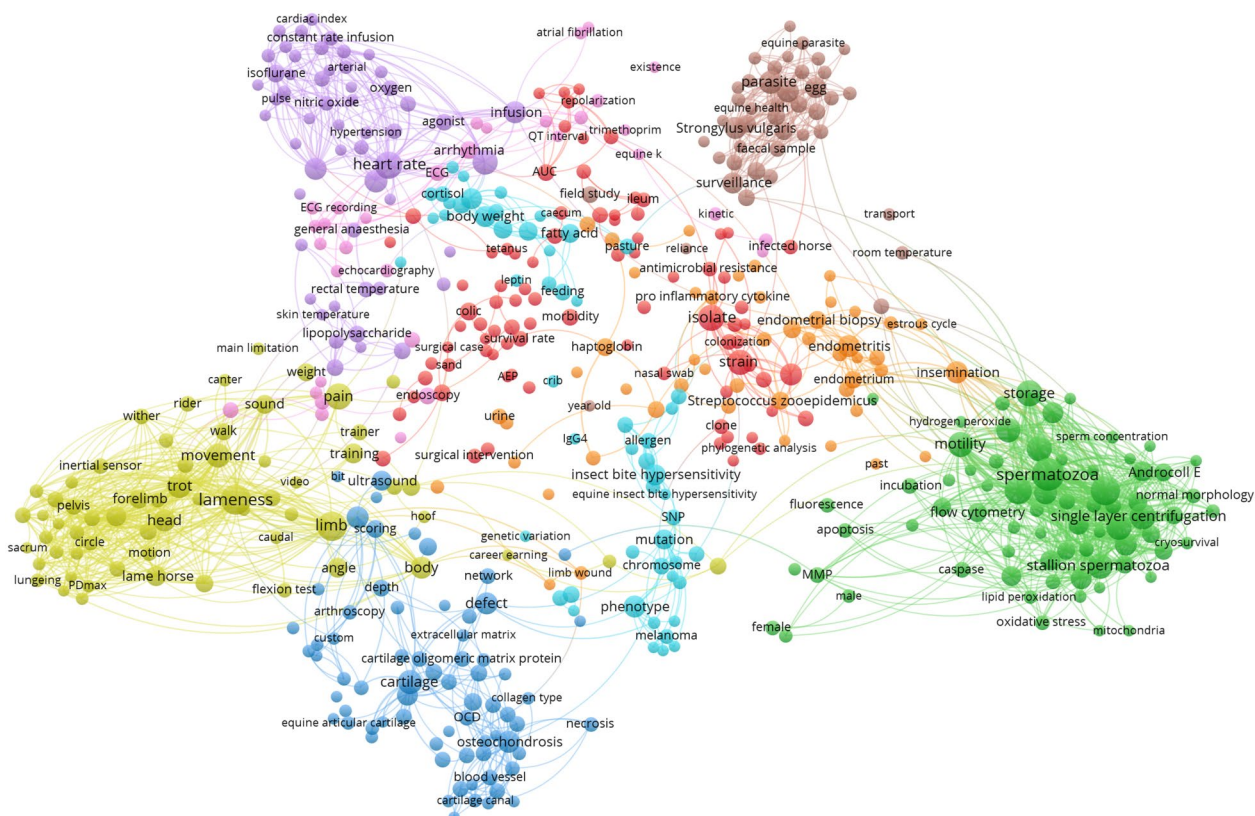 cardiac index
atrial fibrillation
constant rate infusion
equine parasite
existence
isoflurane
arterial
parasite
egg
oxygen
pulse
nitric oxide
repolarization
equine health
infusion
agonist
hypertension
QT interval
trimethoprim
Strongylus vulgaris
arrhythmia
equine k
faecal sample
heart rate
ECG
AUC
surveillance
cortisol
field study
ileum
ECG recording
body weight
caecum
kinetic
transport
general anaesthesia
fatty acid
tetanus
pasture
reliance
infected horse
room temperature
echocardiography
leptin
antimicrobial resistance
rectal temperature
feeding
pro inflammatory cytokine
skin temperature
colic
morbidity
isolate
endometrial biopsy
estrous cycle
lipopolysaccharide
survival rate
colonization
main limitation
surgical case
haptoglobin
endometritis
sand
strain
weight
AEP
crib
nasal swab
endometrium
insemination
canter
endoscopy
pain
storage
rider
sound
year old
Streptococcus zooepidemicus
wither
urine
hydrogen peroxide
walk
trainer
IgG4
allergen
clone
motility
sperm concentration
movement
training
surgical intervention
phylogenetic analysis
inertial sensor
past
insect bite hypersensitivity
spermatozoa
Androcoll E
trot
video
bit
ultrasound
incubation
pelvis
forelimb
lameness
equine insect bite hypersensitivity
normal morphology
fluorescence
head
hoof
SNP
flow cytometry
single layer centrifugation
limb
scoring
apoptosis
circle
caudal
genetic variation
mutation
cryosurvival
sacrum
motion
career earning
chromosome
stallion spermatozoa
angle
body
limb wound
caspase
lungeing
PDmax
lame horse
network
MMP
flexion test
depth
lipid peroxidation
male
defect
phenotype
arthroscopy
oxidative stress
female
mitochondria
custom
extracellular matrix
melanoma
cartilage oligomeric matrix protein
cartilage
collagen type
equine articular cartilage
OCD
necrosis
osteochondrosis
blood vessel
cartilage canal